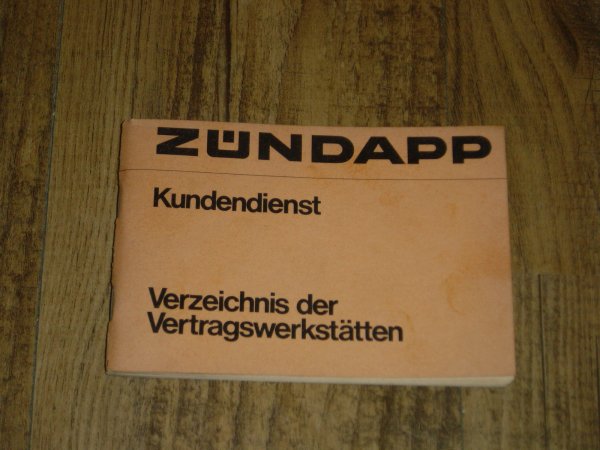 ZÜNDAPP
Kundendienst
Verzeichnis der
Vertragswerkstätten